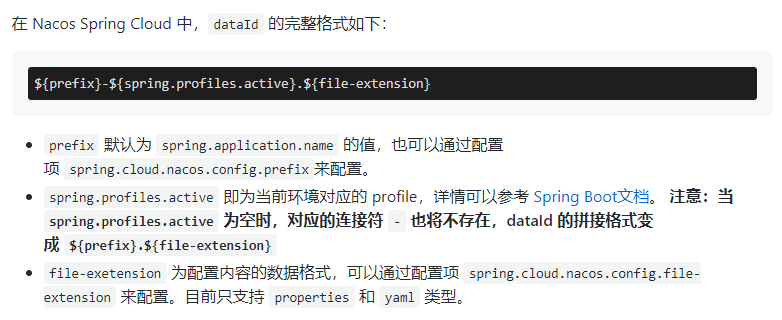 在 Nacos Spring Cloud 中，dataId 的完整格式如下：
${prefix}-${spring.profiles.active}.${file-extension}
prefix 默认为 spring.application.name 的值，也可以通过配置
项 spring.cloud.nacos.config.prefix 来配置。
spring.profiles.active 即为当前环境对应的 profile，详情可以参考 Spring Boot文档。 注意：当
spring.profiles.active 为空时，对应的连接符 - 也将不存在，dataId 的拼接格式变
成 ${prefix}.${file-extension}
file-exetension 为配置内容的数据格式，可以通过配置项 spring.cloud.nacos.config.file-
extension 来配置。目前只支持 properties 和 yaml 类型。